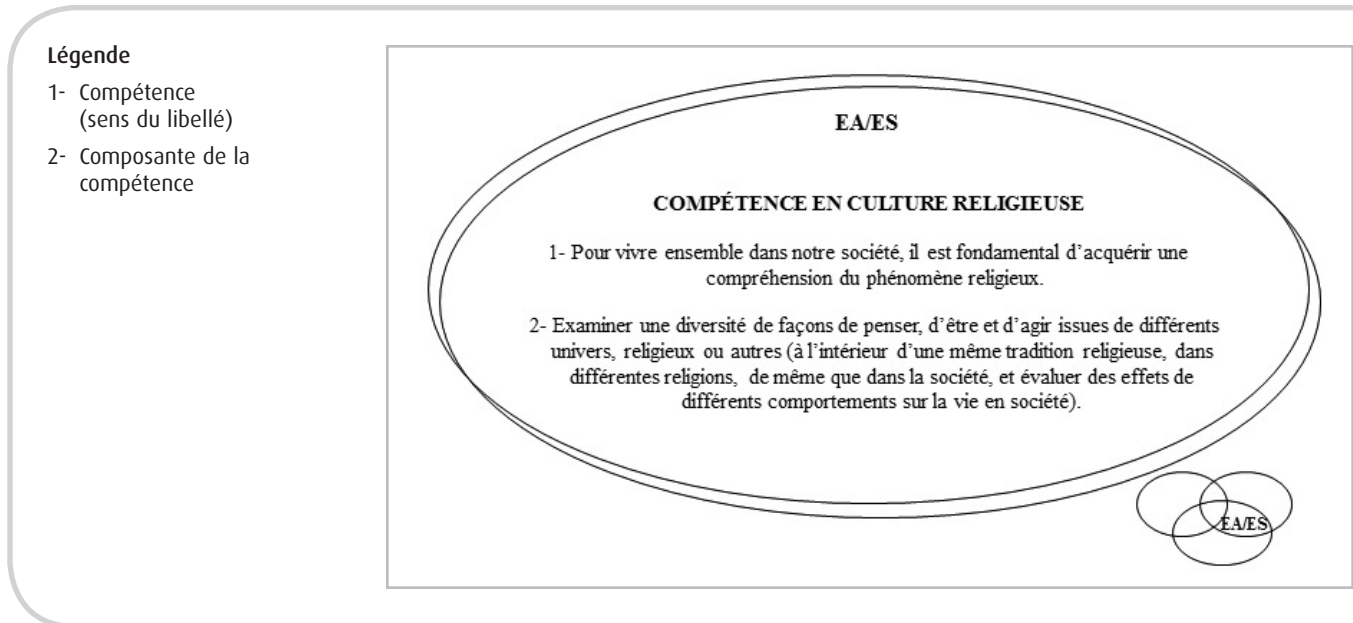 Légende
1- Compétence
(sens du libellé)
2- Composante de la
compétence
EA/ES
COMPÉTENCE EN CULTURE RELIGIEUSE
1- Pour vivre ensemble dans notre société, il est fondamental d'acquérir une
compréhension du phénomène religieux.
2- Examiner une diversité de façons de penser, d'être et d'agir issues de différents
univers, religieux ou autres (à l'intérieur d'une même tradition religieuse, dans
différentes religions, de même que dans la société, et évaluer des effets de
différents comportements sur la vie en société).
EA/ES